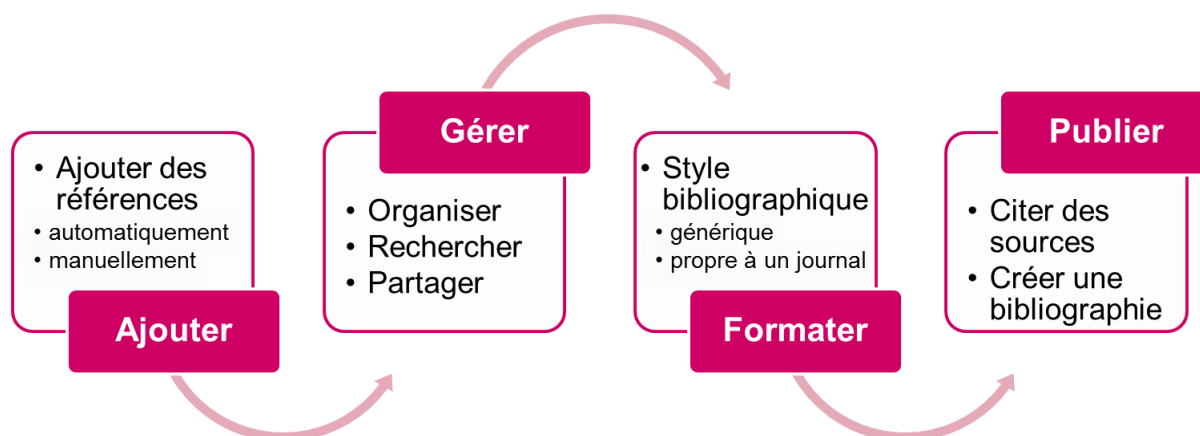 • Ajouter des
références
• automatiquement
• manuellement
Ajouter
Gérer
• Organiser
• Rechercher
• Partager
• Style
bibliographique
• générique
• propre à un journal
Formater
Publier
• Citer des
sources
• Créer une
bibliographie